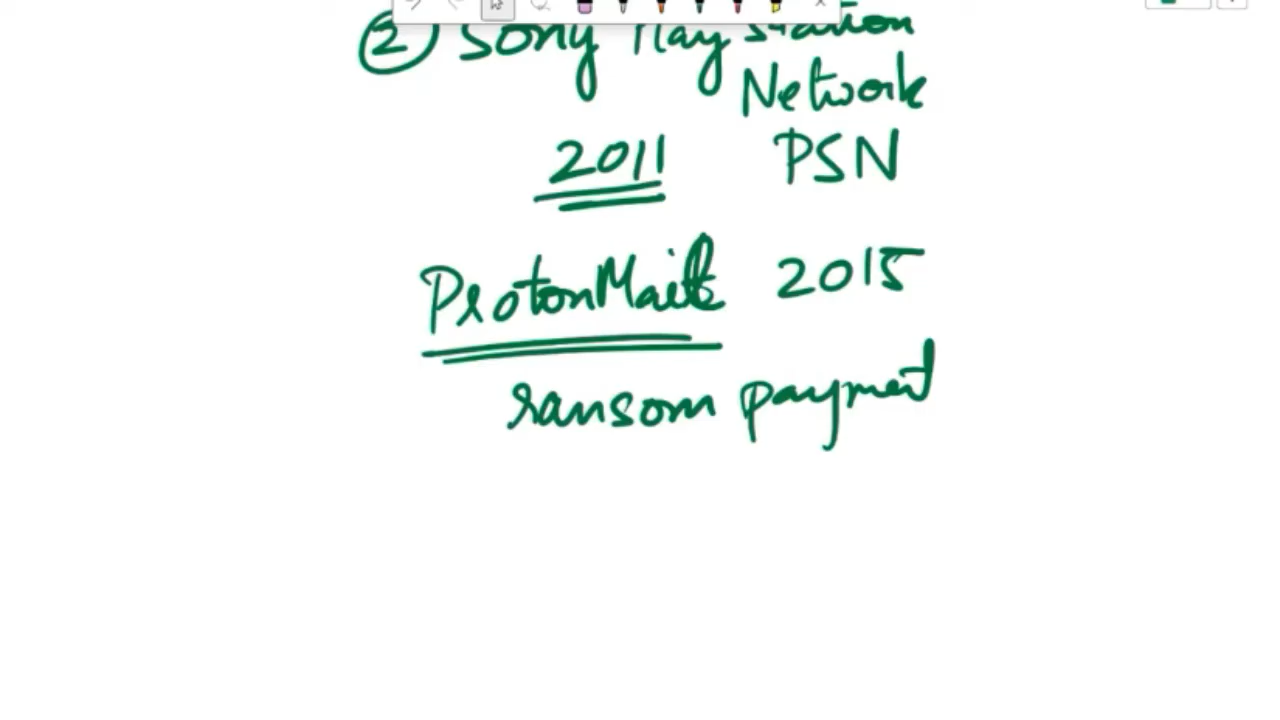 ② Sony PlayStation
Network
2011 PSN
ProtonMail 2015
ransom payment